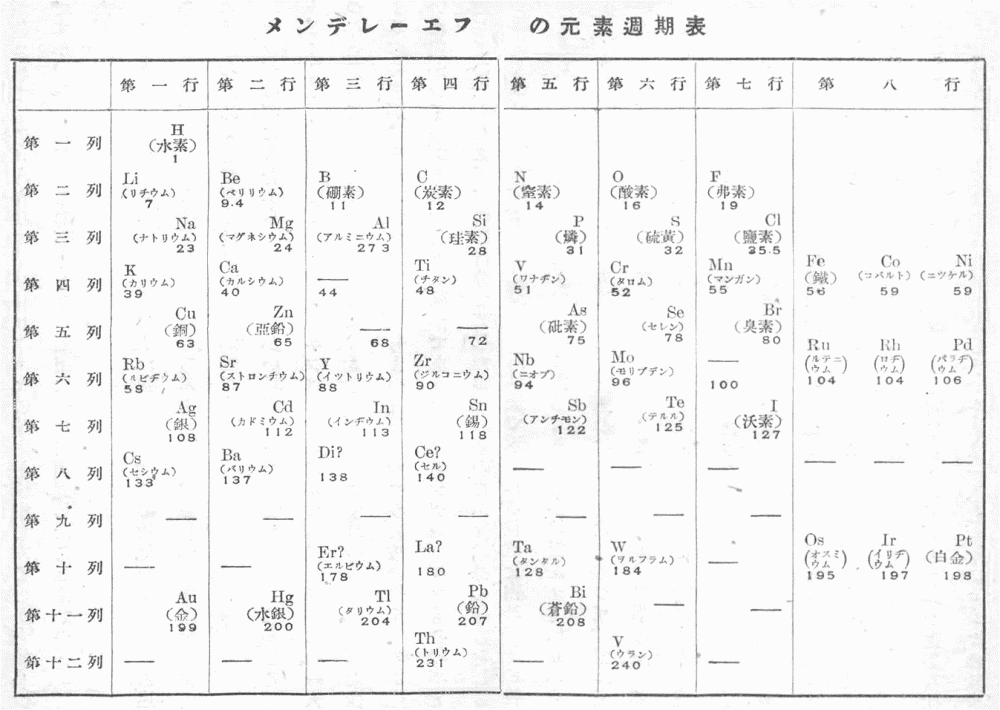 メンデレーエフ の元素週期表
第一行 第二行 第三行 第四行 第五行 第六行 第七行 第八行
第一列
H
(水素)
1
第二列
Li Be B C N O F
(リチウム) (ベリリウム) (硼素) (炭素) (窒素) (酸素) (弗素)
7 9.4 11 12 14 16 19
第三列
Na Mg Al Si P S Cl
(ナトリウム) (マグネシウム) (アルミニウム) (珪素) (燐) (硫黄) (鹽素)
23 24 273 28 31 32 35.5
第四列
K Ca — Ti V Cr Mn Fe Co Ni
(カリウム) (カルシウム) (チタン) (ワナヂン) (クロム) (マンガン) (鐵) (コバルト) (ニツケル)
39 40 44 48 51 52 55 56 59 59
第五列
Cu Zn — — As Se Br
(銅) (亞鉛) (砒素) (セレン) (臭素)
63 65 68 72 75 78 80
第六列
Rb Sr Y Zr Nb Mo — Ru Rh Pd
(ルビヂウム) (ストロンチウム) (イツトリウム) (ジルコニウム) (ニオブ) (モリブデン) (ルテニウム) (ロヂウム) (パラヂウム)
58 87 88 90 94 96 100 104 104 106
第七列
Ag Cd In Sn Sb Te I
(銀) (カドミウム) (インヂウム) (錫) (アンチモン) (テルル) (沃素)
108 112 113 118 122 125 127
第八列
Cs Ba Di? Ce? — — — — — —
(セシウム) (バリウム) (セル)
133 137 138 140
第九列
— — — — — — —
第十列
— — Er? La? Ta W — Os Ir Pt
(エルビウム) (タンタル) (ヲルフラム) (オスミウム) (イリヂウム) (白金)
178 180 128 184 195 197 198
第十一列
Au Hg Tl Pb Bi — —
(金) (水銀) (タリウム) (鉛) (蒼鉛)
199 200 204 207 208
第十二列
— — — Th — V —
(トリウム) (ウラン)
231 240